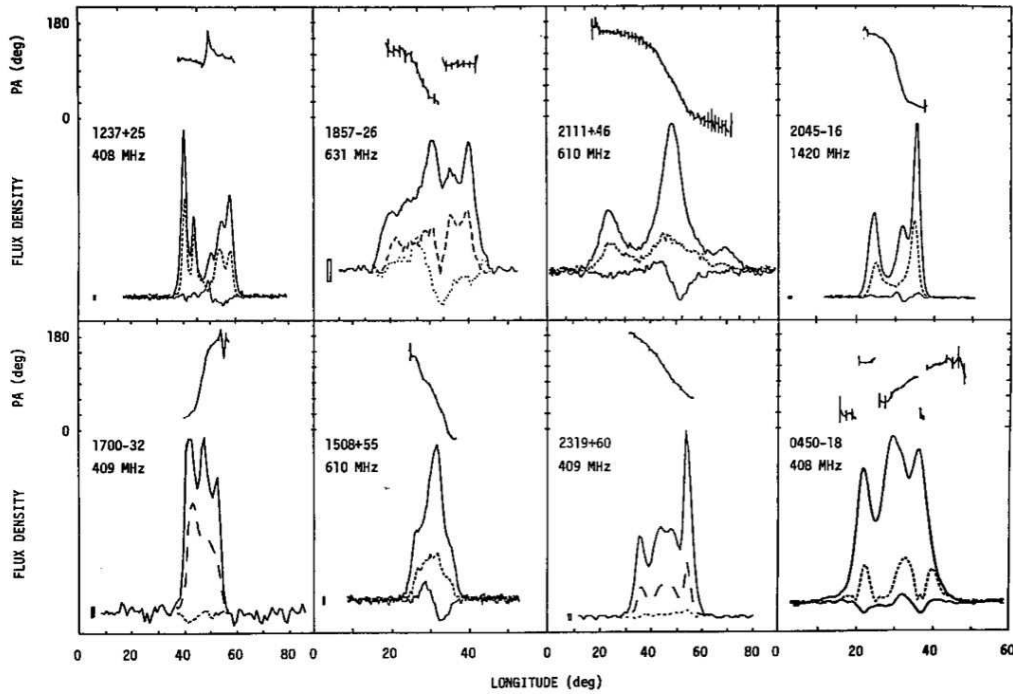 180
PA (deg)
0
1237+25
408 MHz
1857-26
631 MHz
2111+46
610 MHz
2045-16
1420 MHz
FLUX DENSITY
180
PA (deg)
0
1700-32
409 MHz
1508+55
610 MHz
2319+60
409 MHz
0450-18
408 MHz
FLUX DENSITY
0 20 40 60 80 0 20 40 0 20 40 60 80 0 20 40 60
LONGITUDE (deg)